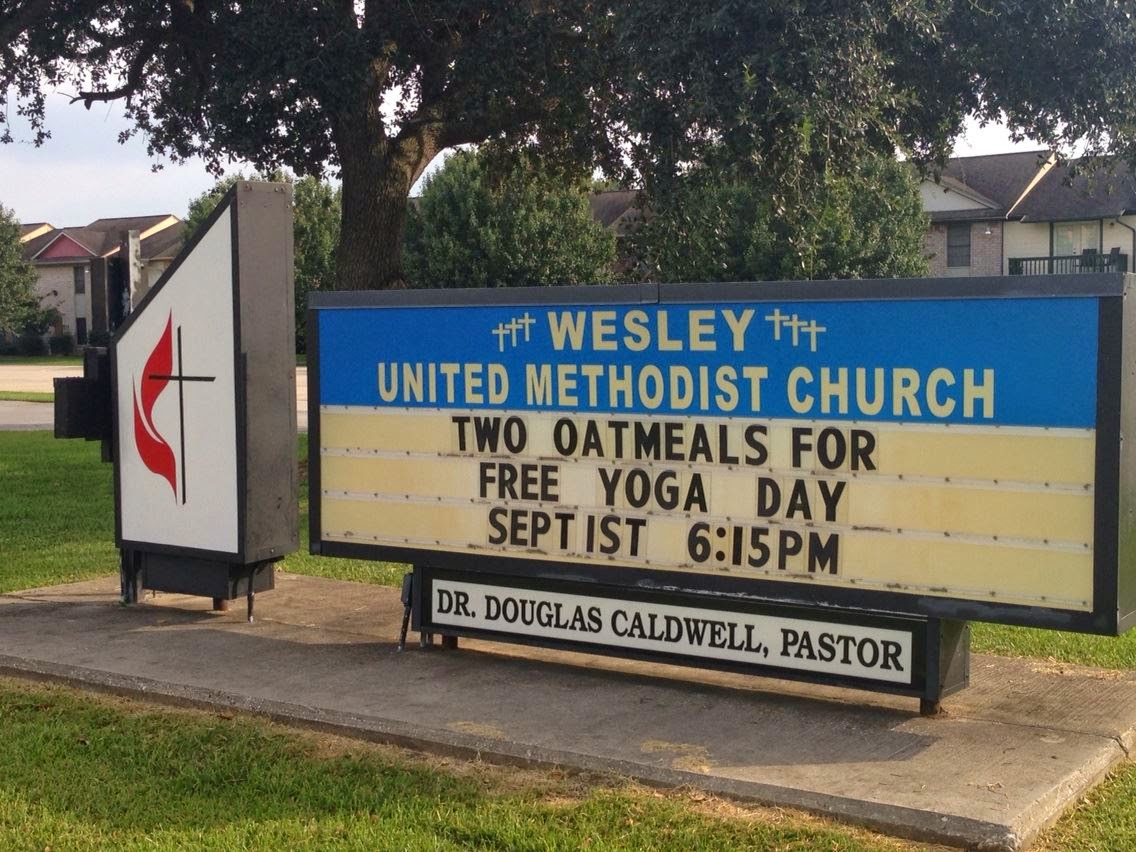 WESLEY
UNITED METHODIST CHURCH
TWO OATMEALS FOR
FREE YOGA DAY
SEPT 1ST 6:15PM
DR. DOUGLAS CALDWELL, PASTOR